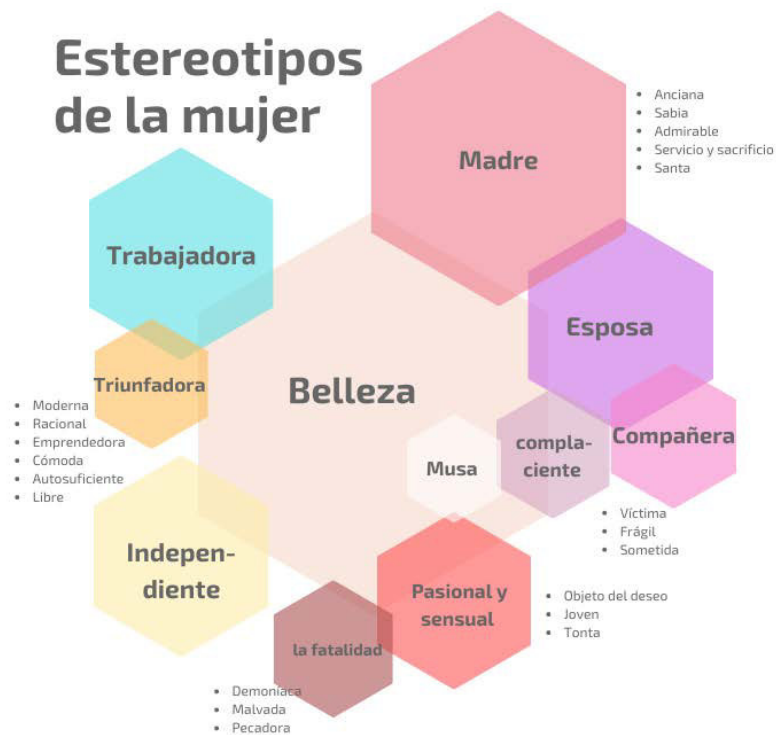 Estereotipos
de la mujer
Madre
• Anciana
• Sabia
• Admirable
• Servicio y sacrificio
• Santa
Trabajadora
Esposa
Triunfadora
Belleza
• Moderna
• Racional
• Emprendedora
• Cómoda
• Autosuficiente
• Libre
Musa
compla-
ciente
Compañera
• Víctima
• Frágil
• Sometida
Indepen-
diente
Pasional y
sensual
• Objeto del deseo
• Joven
• Tonta
la fatalidad
• Demoníaca
• Malvada
• Pecadora